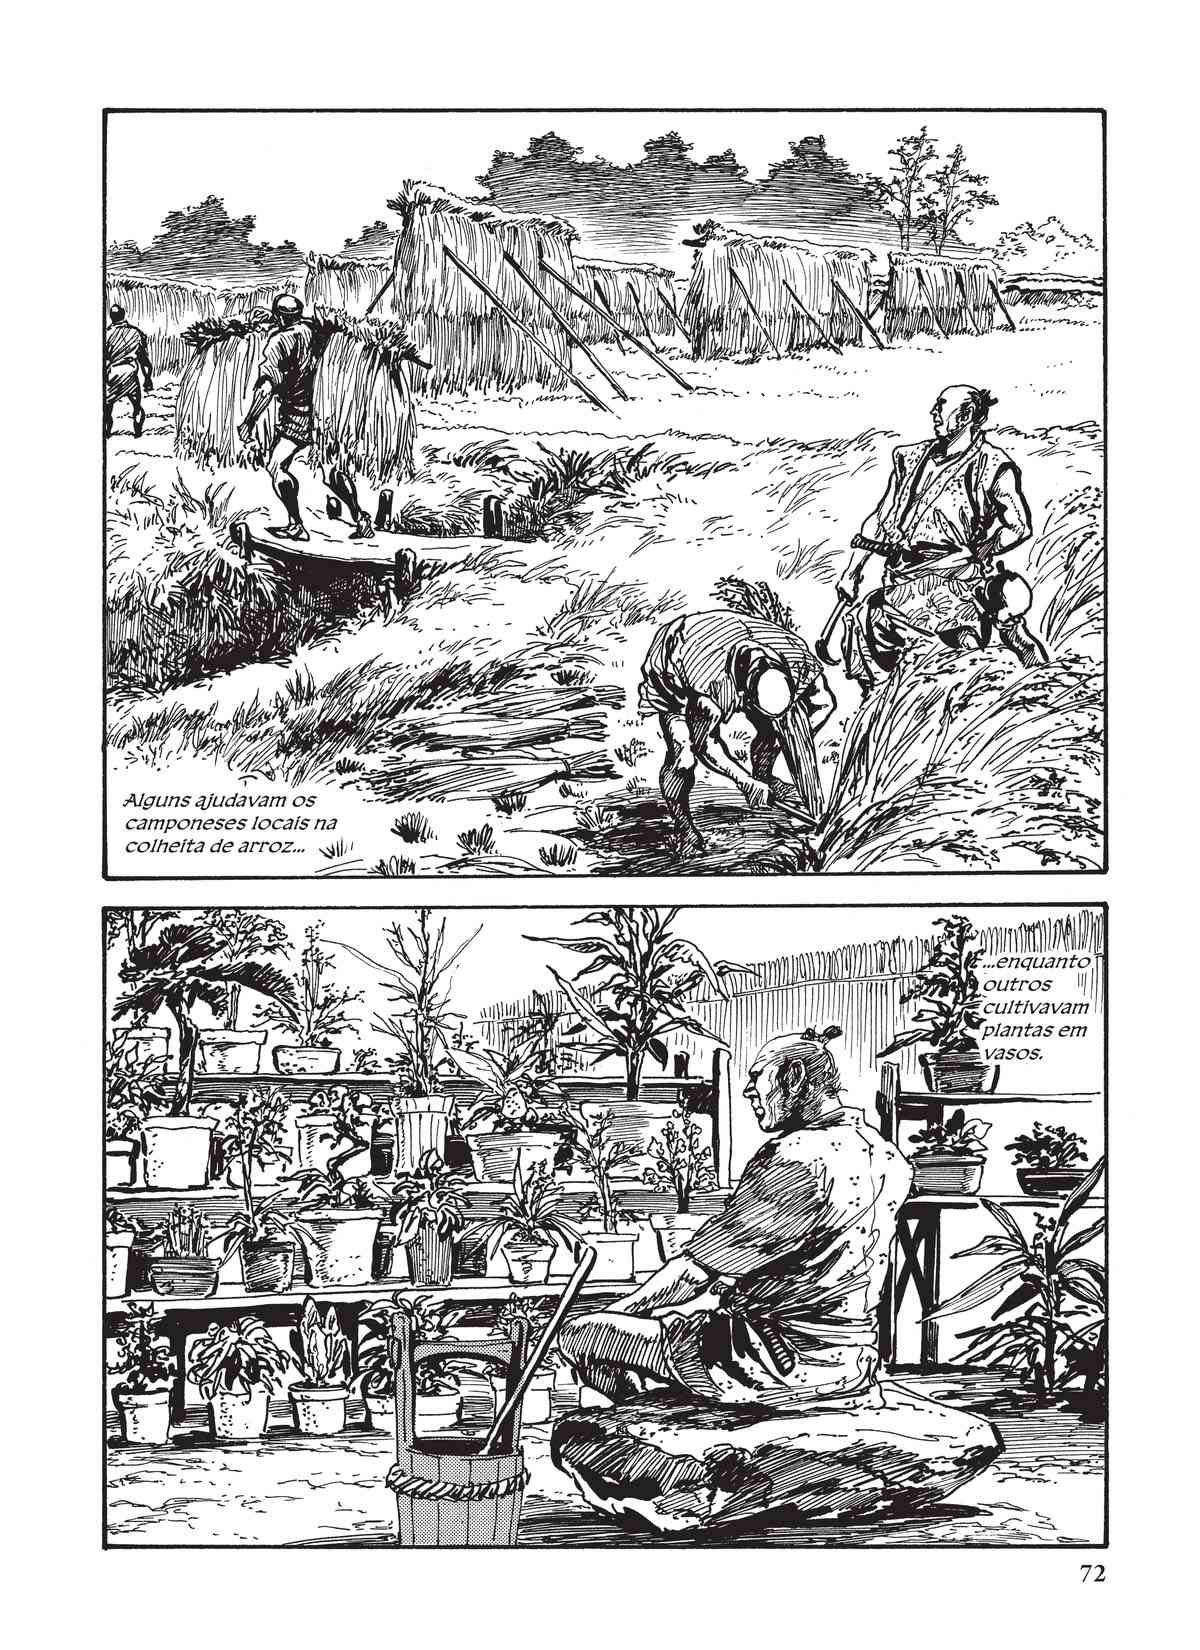 Alguns ajudavam os
camponeses locais na
colheita de arroz...
...enquanto
outros
cultivavam
plantas em
vasos.
72